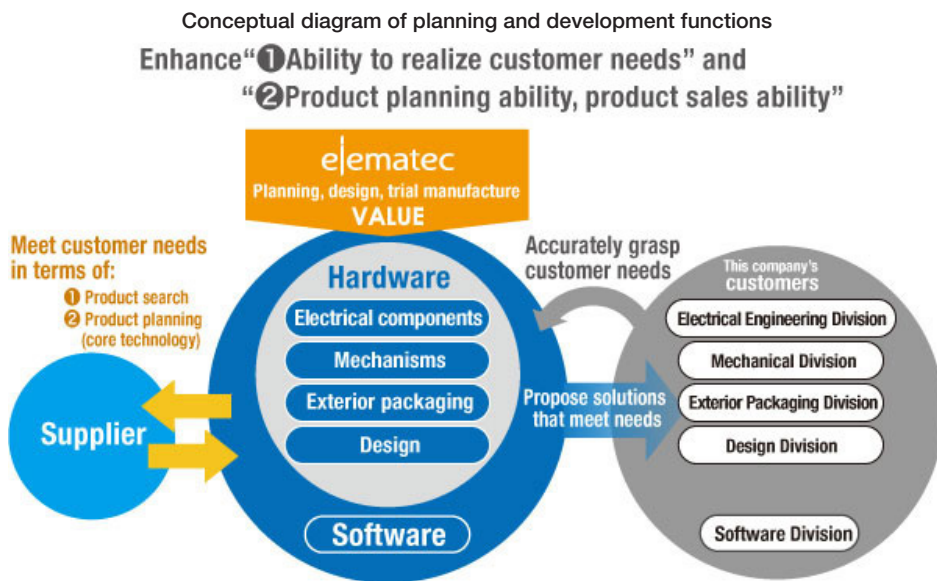 Conceptual diagram of planning and development functions
Enhance“❶Ability to realize customer needs” and
“❷Product planning ability, product sales ability”
elematec
Planning, design, trial manufacture
VALUE
Meet customer needs
in terms of:
❶ Product search
❷ Product planning
(core technology)
Supplier
Hardware
Electrical components
Mechanisms
Exterior packaging
Design
Software
Accurately grasp
customer needs
Propose solutions
that meet needs
This company's
customers
Electrical Engineering Division
Mechanical Division
Exterior Packaging Division
Design Division
Software Division